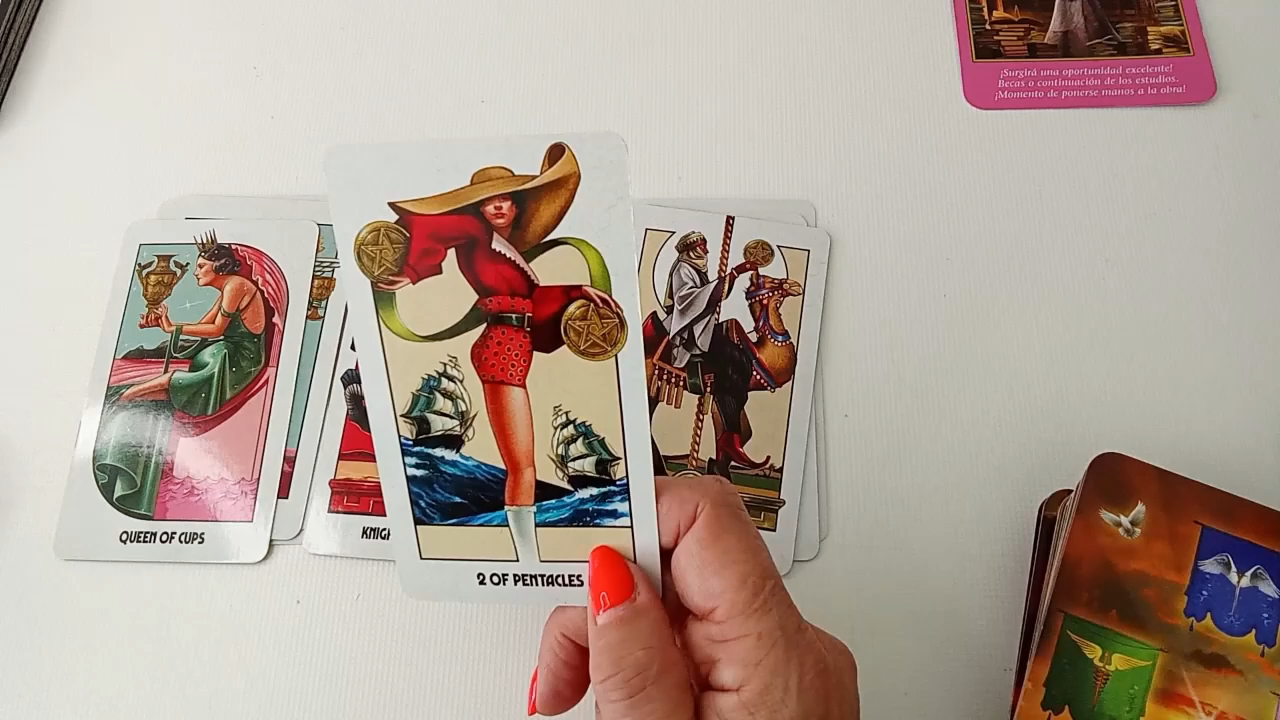 ¡Surgirá una oportunidad excelente!
Becas o continuación de los estudios.
¡Momento de ponerse manos a la obra!
QUEEN OF CUPS
2 OF PENTACLES